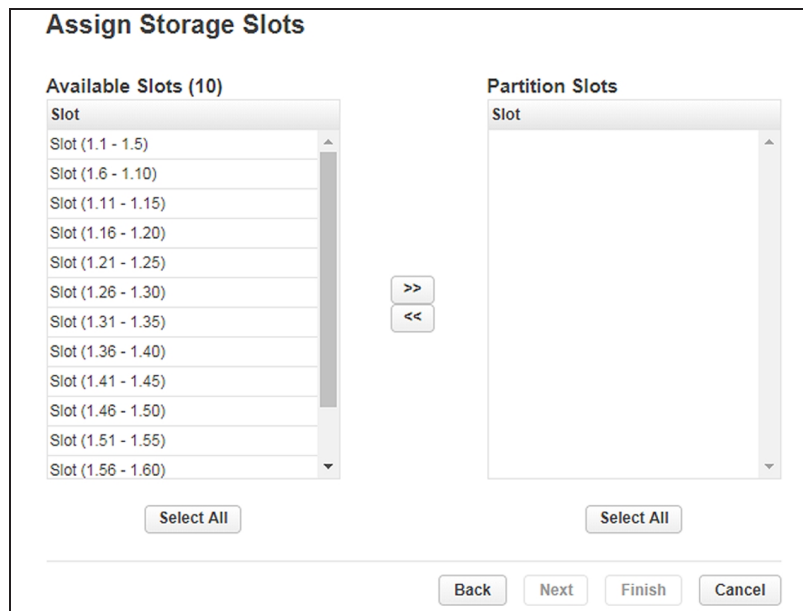 Assign Storage Slots
Available Slots (10)
Partition Slots
Slot
Slot
Slot (1.1 - 1.5)
Slot (1.6 - 1.10)
Slot (1.11 - 1.15)
Slot (1.16 - 1.20)
Slot (1.21 - 1.25)
Slot (1.26 - 1.30)
Slot (1.31 - 1.35)
Slot (1.36 - 1.40)
Slot (1.41 - 1.45)
Slot (1.46 - 1.50)
Slot (1.51 - 1.55)
Slot (1.56 - 1.60)
>>
<<
Select All
Select All
Back
Next
Finish
Cancel